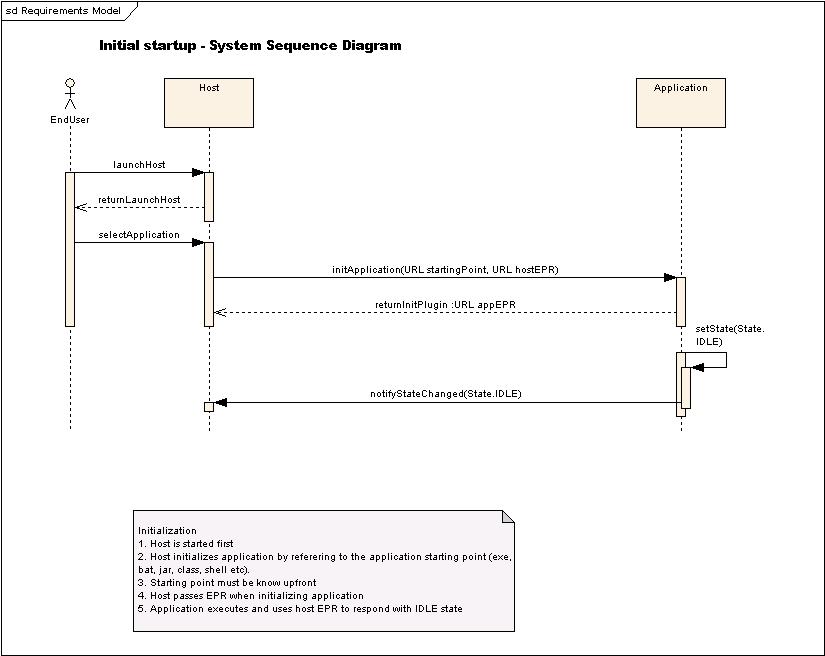 sd Requirements Model
Initial startup - System Sequence Diagram
EndUser
Host
Application
launchHost
returnLaunchHost
selectApplication
initApplication(URL startingPoint, URL hostEPR)
returnInitPlugin :URL appEPR
setState(State.
IDLE)
notifyStateChanged(State.IDLE)
Initialization
1. Host is started first
2. Host initializes application by referering to the application starting point (exe,
bat, jar, class, shell etc).
3. Starting point must be know upfront
4. Host passes EPR when initializing application
5. Application executes and uses host EPR to respond with IDLE state